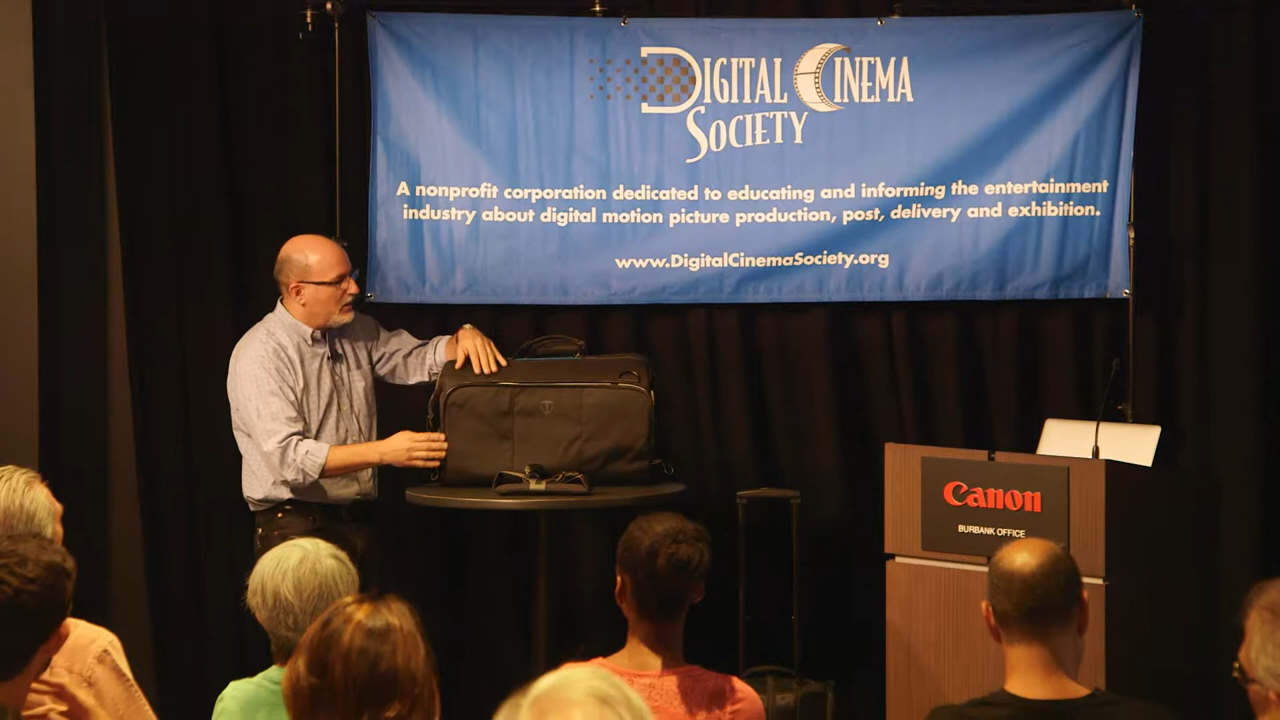 DIGITAL CINEMA
SOCIETY
A nonprofit corporation dedicated to educating and informing the entertainment
industry about digital motion picture production, post, delivery and exhibition.
www.DigitalCinemaSociety.org
Canon
BURBANK OFFICE